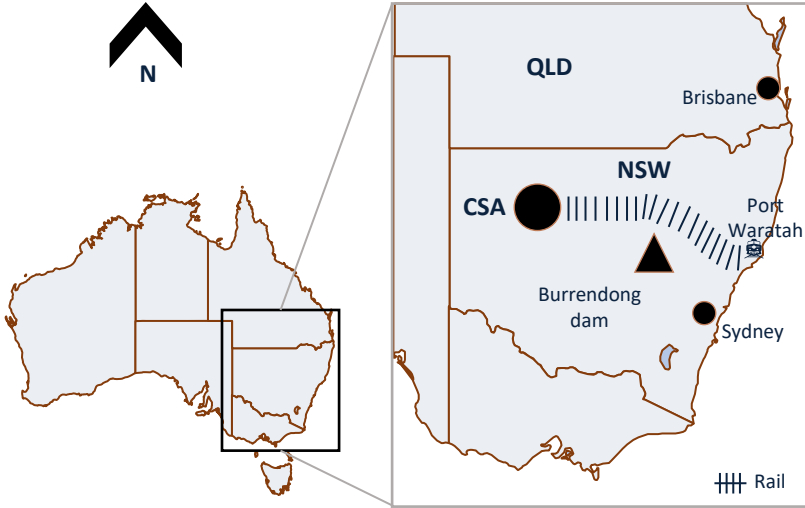 N
QLD
Brisbane
NSW
CSA
Port
Waratah
Burrendong
dam
Sydney
Rail